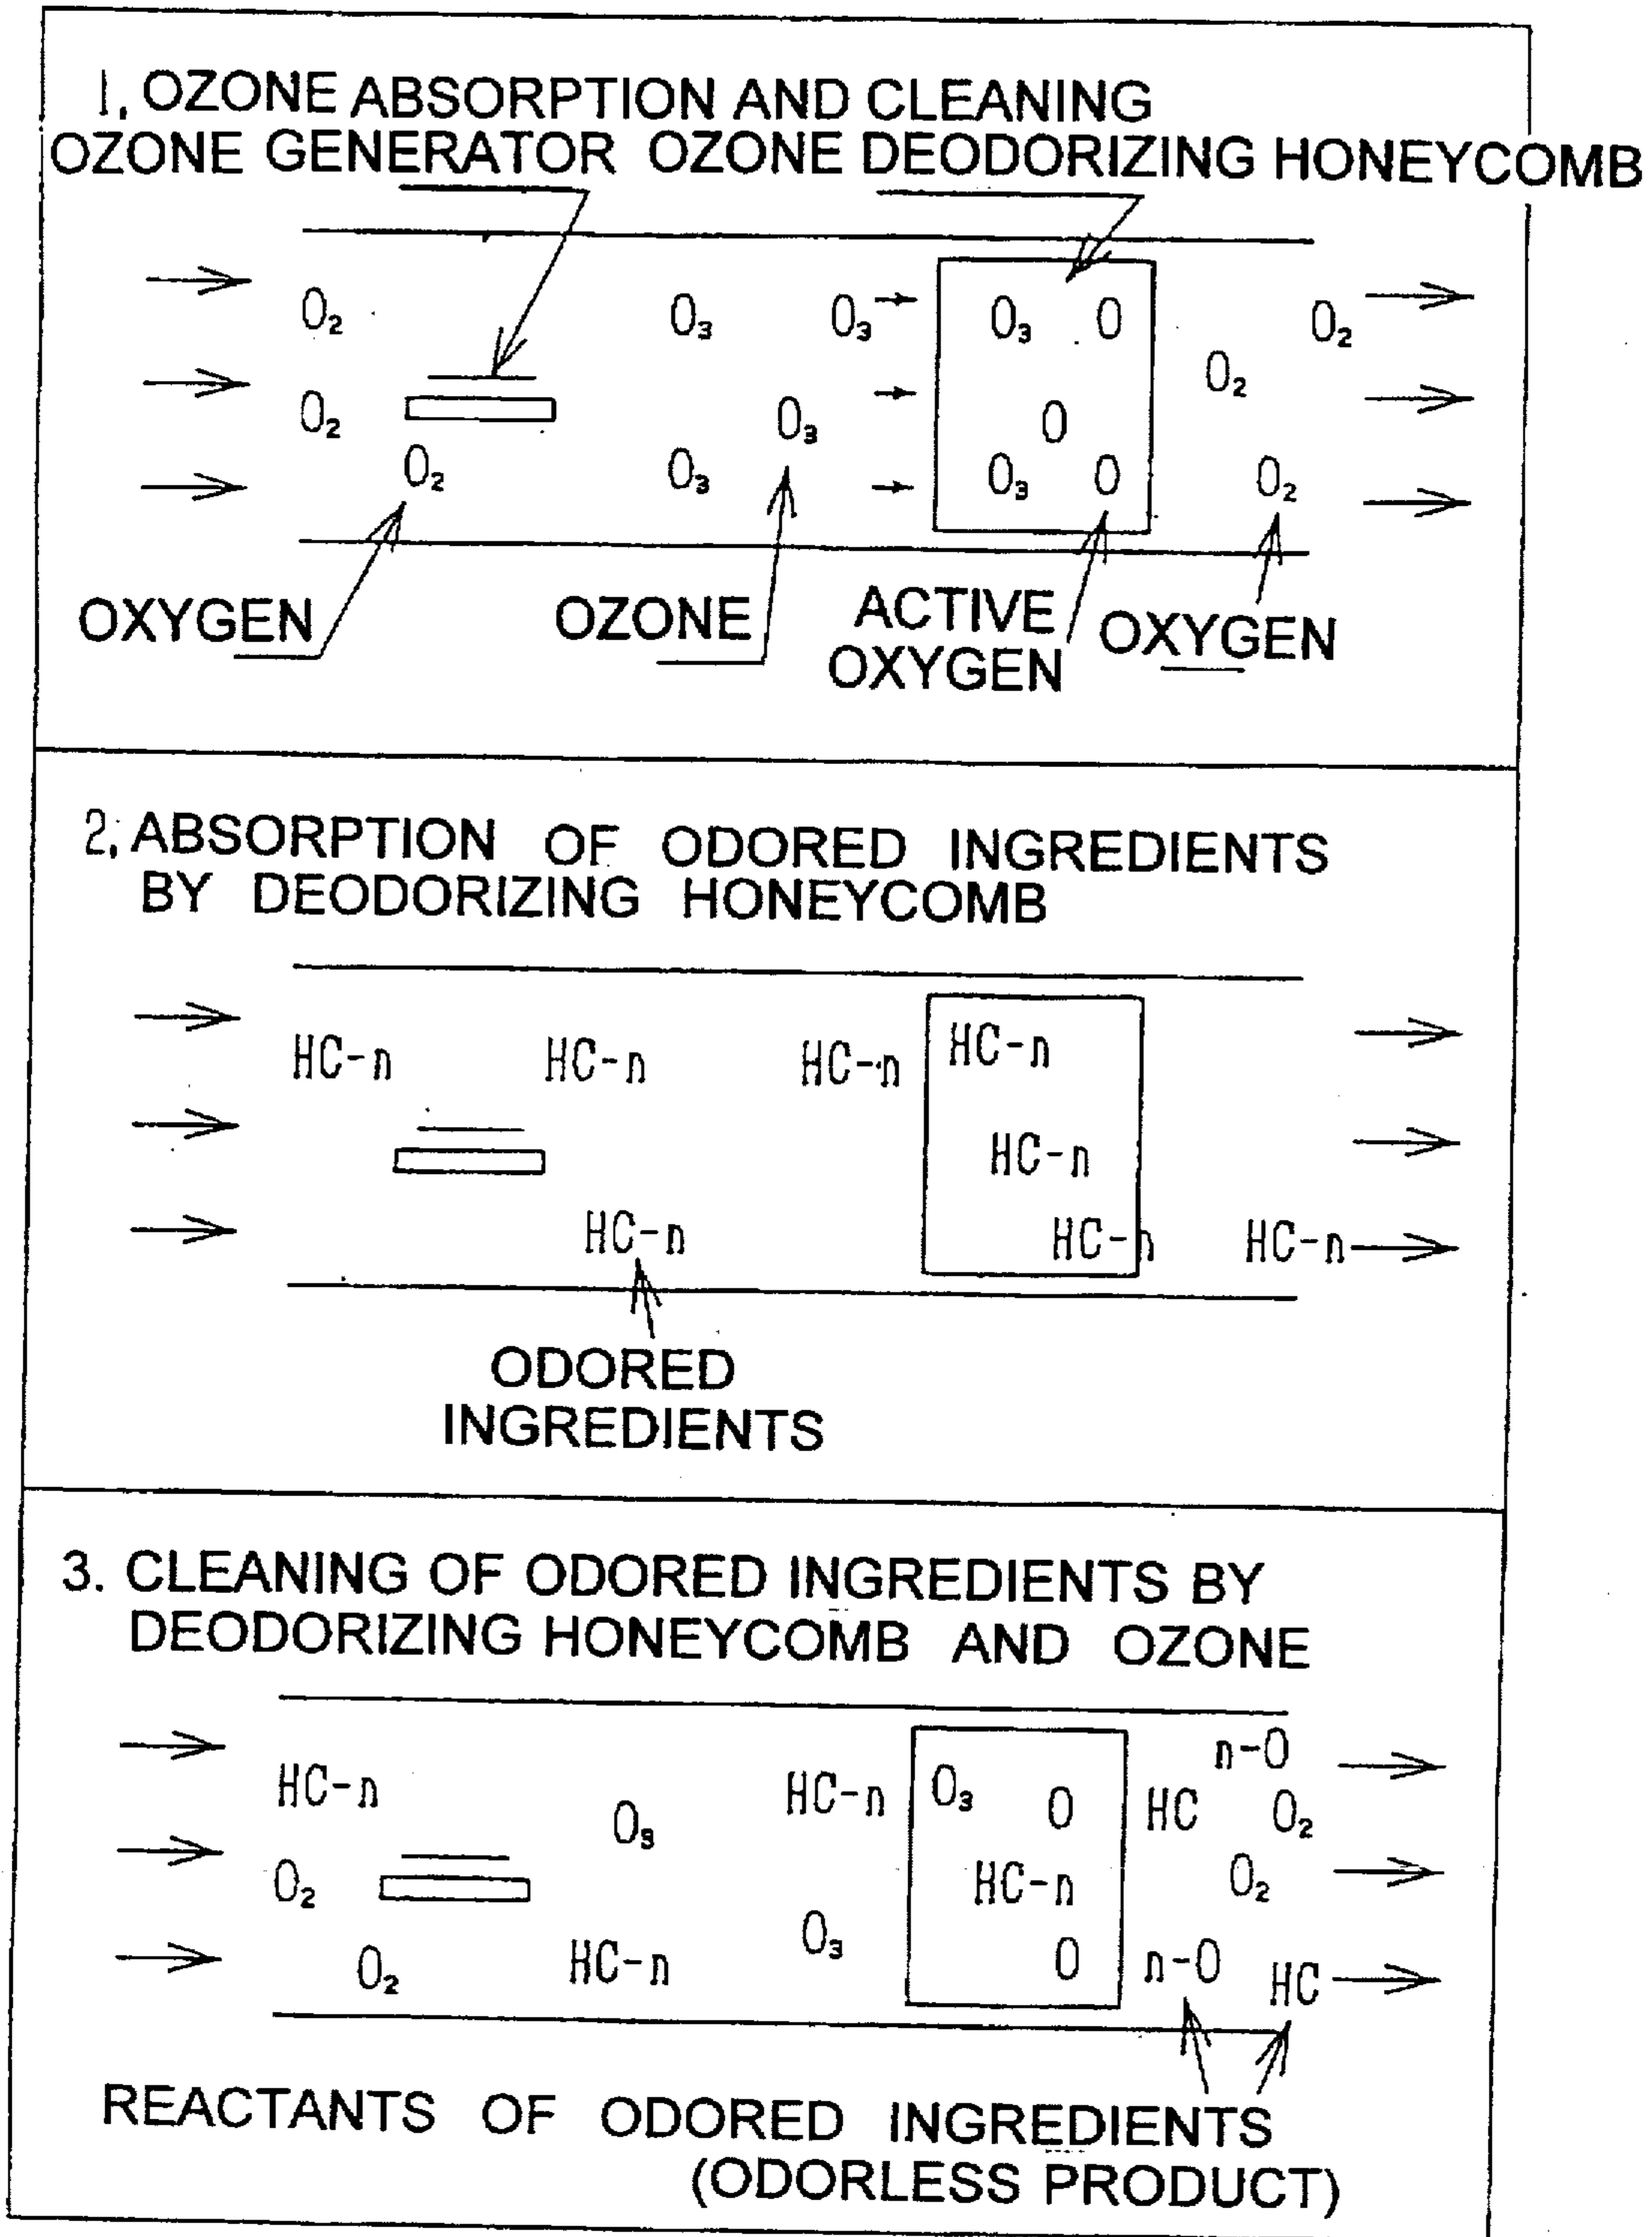 1, OZONE ABSORPTION AND CLEANING
OZONE GENERATOR OZONE DEODORIZING HONEYCOMB
O₂ O₃ O₃ O₃ O O₂
O₂
O₂ O₃ O
O₂ O₃ O₃ O O₂
OXYGEN OZONE ACTIVE OXYGEN OXYGEN
2, ABSORPTION OF ODORED INGREDIENTS
BY DEODORIZING HONEYCOMB
HC-n HC-n HC-n HC-n
HC-n
HC-n HC-n HC-n
ODORED
INGREDIENTS
3. CLEANING OF ODORED INGREDIENTS BY
DEODORIZING HONEYCOMB AND OZONE
n-O
HC-n O₃ HC-n O₃ O HC O₂
O₂ HC-n O₂
O₂ HC-n O₃ O n-O HC
REACTANTS OF ODORED INGREDIENTS
(ODORLESS PRODUCT)